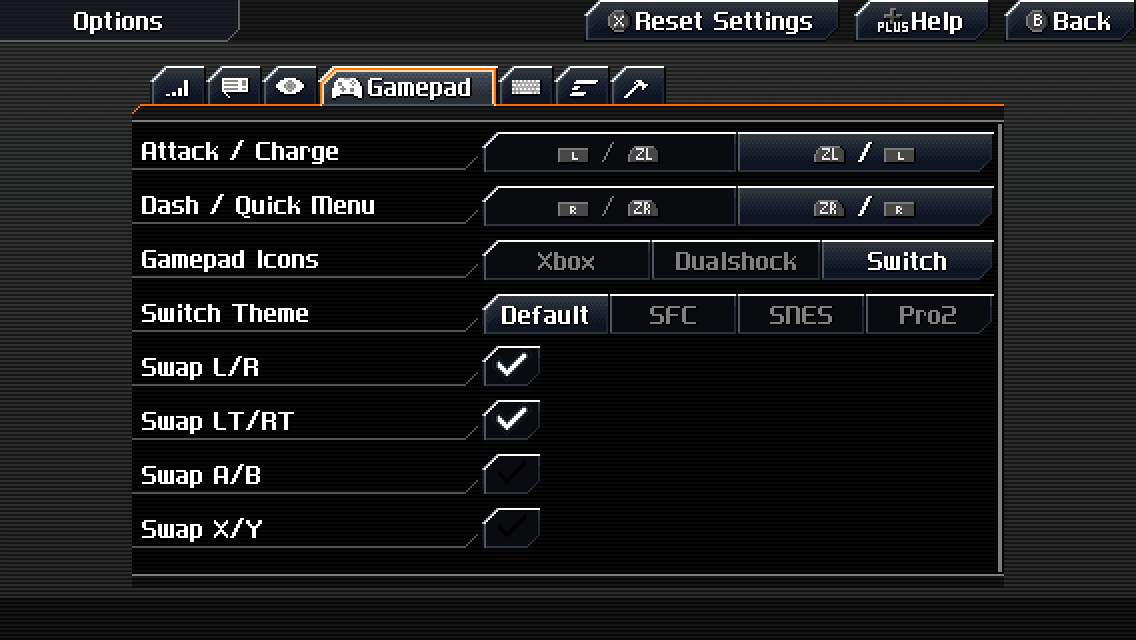 Options
X Reset Settings
PLUS Help
B Back
Gamepad
Attack / Charge
L / ZL
ZL / L
Dash / Quick Menu
R / ZR
ZR / R
Gamepad Icons
Xbox
Dualshock
Switch
Switch Theme
Default
SFC
SNES
Pro2
Swap L/R
Swap LT/RT
Swap A/B
Swap X/Y